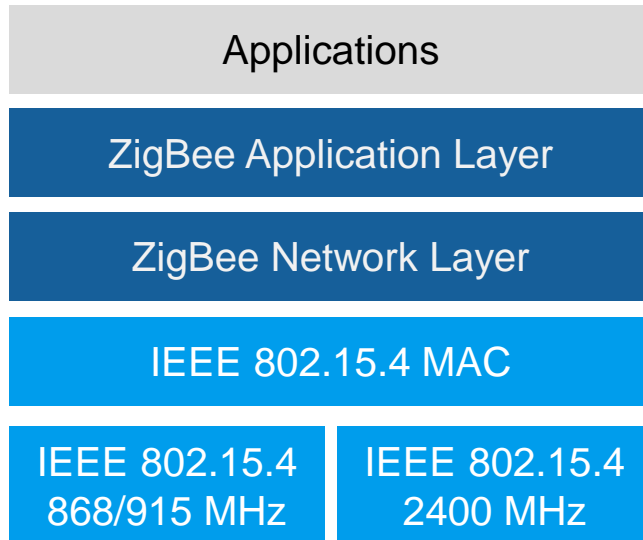 Applications
ZigBee Application Layer
ZigBee Network Layer
IEEE 802.15.4 MAC
IEEE 802.15.4
868/915 MHz
IEEE 802.15.4
2400 MHz